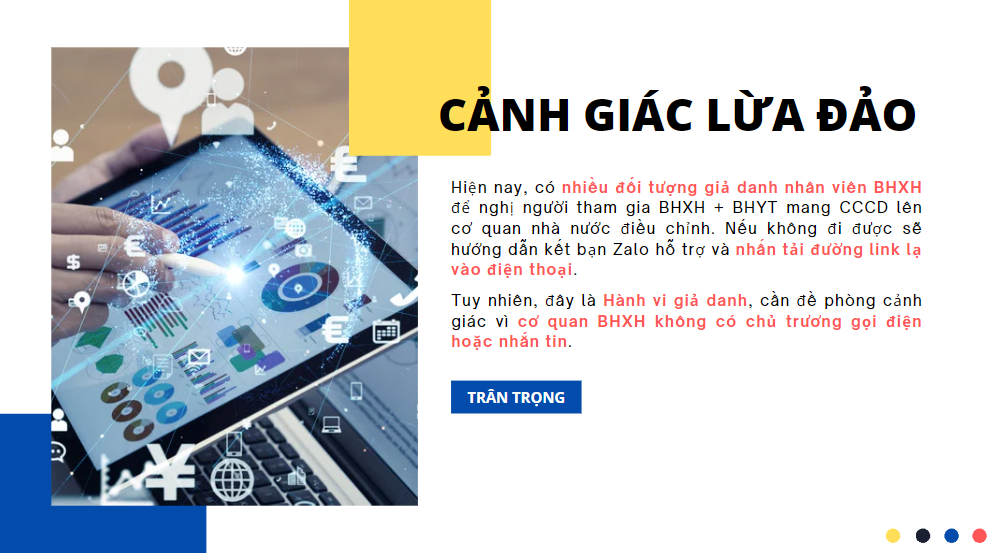 CẢNH GIÁC LỪA ĐẢO
Hiện nay, có nhiều đối tượng giả danh nhân viên BHXH
để nghị người tham gia BHXH + BHYT mang CCCD lên
cơ quan nhà nước điều chỉnh. Nếu không đi được sẽ
hướng dẫn kết bạn Zalo hỗ trợ và nhấn tải đường link lạ
vào điện thoại.
Tuy nhiên, đây là Hành vi giả danh, cần đề phòng cảnh
giác vì cơ quan BHXH không có chủ trương gọi điện
hoặc nhắn tin.
TRÂN TRỌNG